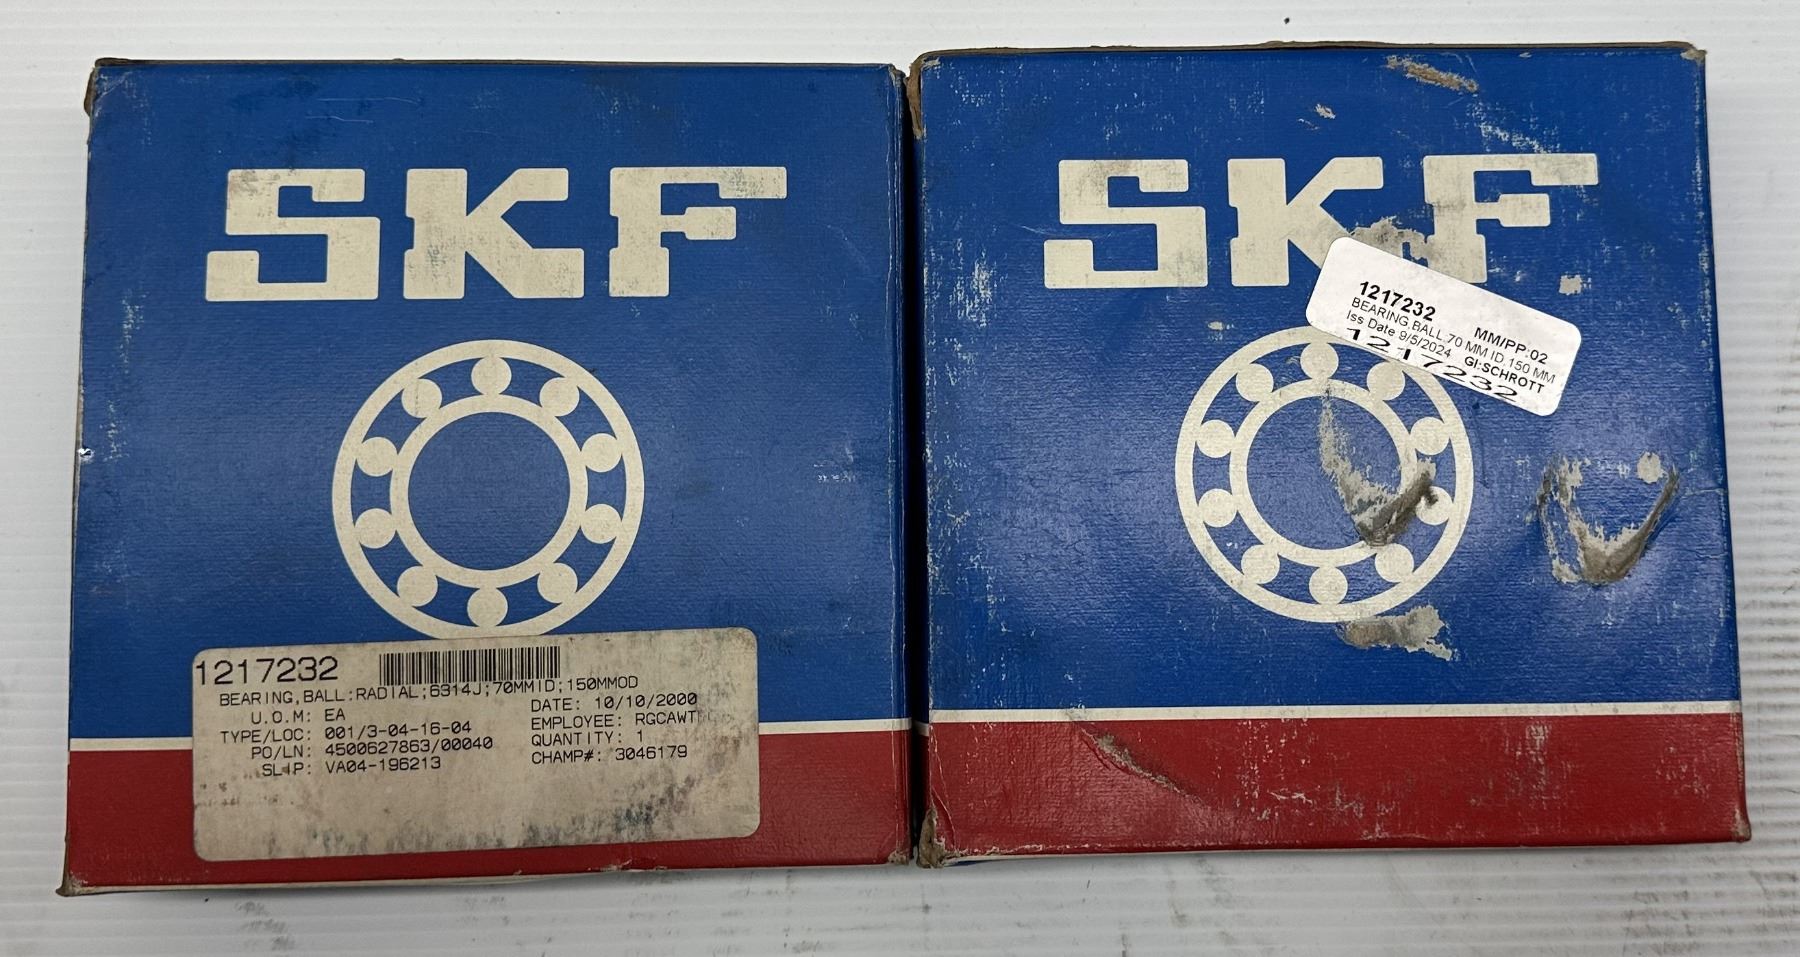 SKF
1217232
BEARING,BALL:RADIAL;6314J;70MMID;150MMOD
U.O.M: EA
DATE: 10/10/2000
TYPE/LOC: 001/3-04-16-04
EMPLOYEE: RGCAWT
PO/LN: 4500627863/00040
QUANTITY: 1
SLIP: VA04-196213
CHAMP#: 3046179
SKF
1217232 MM/PP:02
BEARING,BALL:70 MM ID,150 MM
Iss Date 9/5/2024 GI:SCHROTT
1217232